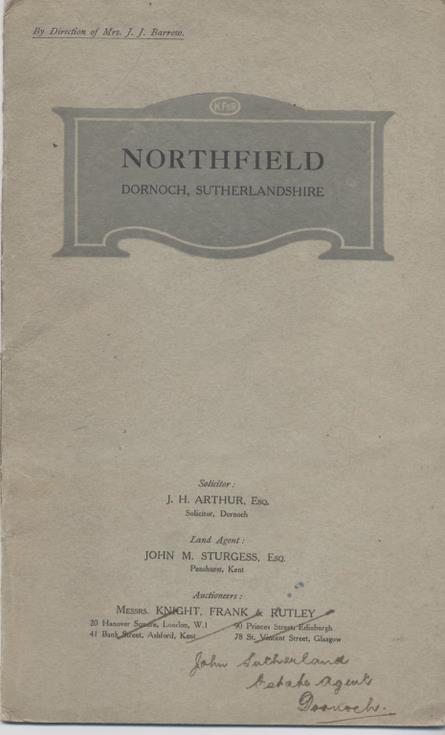 By Direction of Mrs. J. J. Barroso.
KF&R
NORTHFIELD
DORNOCH, SUTHERLANDSHIRE
Solicitor :
J. H. ARTHUR, Esq.
Solicitor, Dornoch
Land Agent :
JOHN M. STURGESS, Esq.
Penshurst, Kent
Auctioneers :
Messrs. KNIGHT, FRANK & RUTLEY
20 Hanover Square, London, W.1 90 Princes Street, Edinburgh
41 Bank Street, Ashford, Kent 78 St. Vincent Street, Glasgow
John Sutherland
Estate Agent
Dornoch.